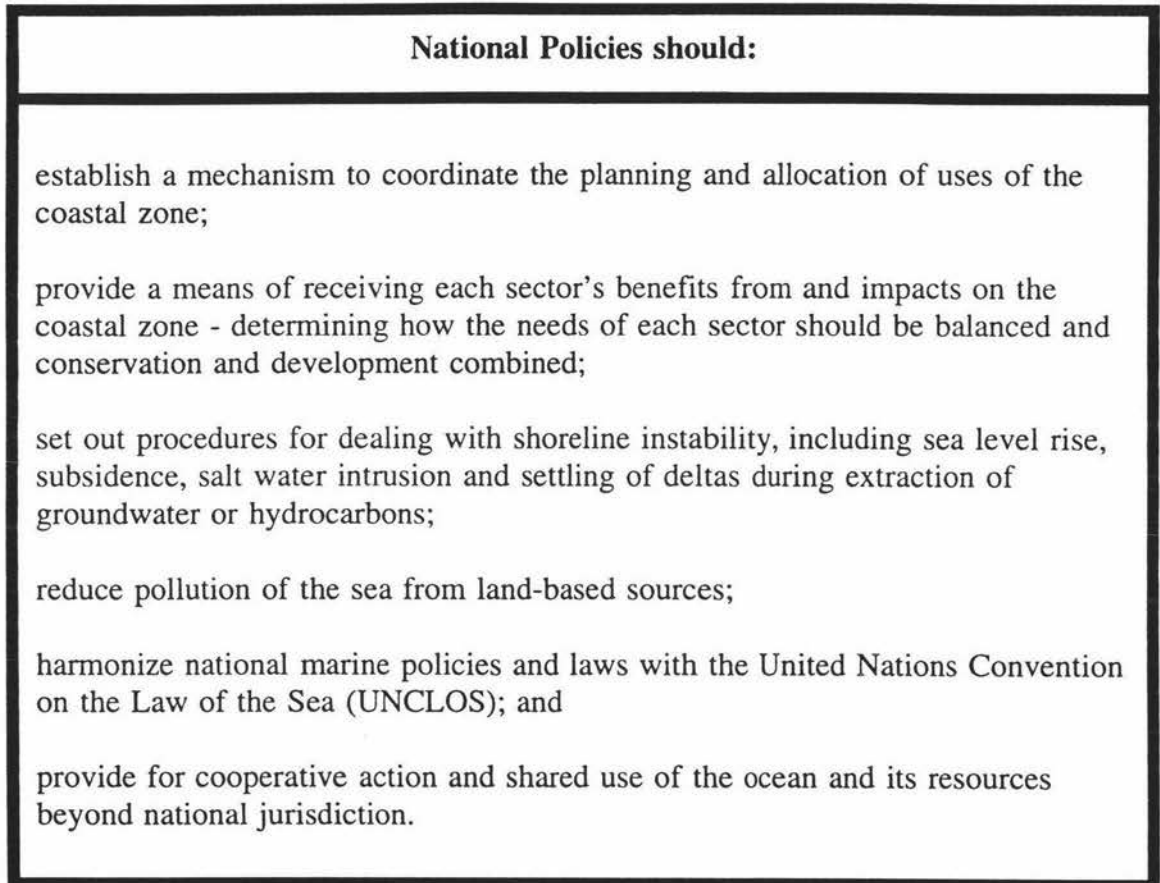 National Policies should:
establish a mechanism to coordinate the planning and allocation of uses of the
coastal zone;
provide a means of receiving each sector's benefits from and impacts on the
coastal zone - determining how the needs of each sector should be balanced and
conservation and development combined;
set out procedures for dealing with shoreline instability, including sea level rise,
subsidence, salt water intrusion and settling of deltas during extraction of
groundwater or hydrocarbons;
reduce pollution of the sea from land-based sources;
harmonize national marine policies and laws with the United Nations Convention
on the Law of the Sea (UNCLOS); and
provide for cooperative action and shared use of the ocean and its resources
beyond national jurisdiction.